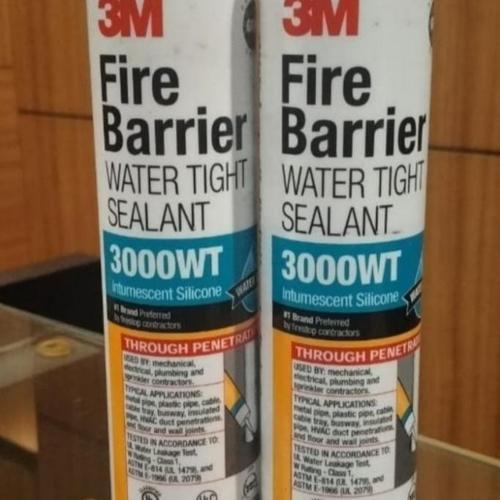 3M
Fire
Barrier
WATER TIGHT
SEALANT
3000WT
Intumescent Silicone
WATER
#1 Brand Preferred
by firestop contractors
THROUGH PENETRA
USED BY: mechanical,
electrical, plumbing and
sprinkler contractors.
TYPICAL APPLICATIONS:
metal pipe, plastic pipe, cable,
cable tray, busway, insulated
pipe, HVAC duct penetrations,
and floor and wall joints.
TESTED IN ACCORDANCE TO:
UL Water Leakage Test,
W Rating - Class 1,
ASTM E-814 (UL 1479), and
ASTM E-1966 (UL 2079)
3M
Fire
Barrier
WATER TIGHT
SEALANT
3000WT
Intumescent Silicone
#1 Brand Preferred
by firestop contractors
THROUGH PENETRA
USED BY: mechanical,
electrical, plumbing and
sprinkler contractors.
TYPICAL APPLICATIONS:
metal pipe, plastic pipe, cable,
cable tray, busway, insulated
pipe, HVAC duct penetrations,
and floor and wall joints.
TESTED IN ACCORDANCE TO:
UL Water Leakage Test,
W Rating - Class 1,
ASTM E-814 (UL 1479), and
ASTM E-1966 (UL 2079)